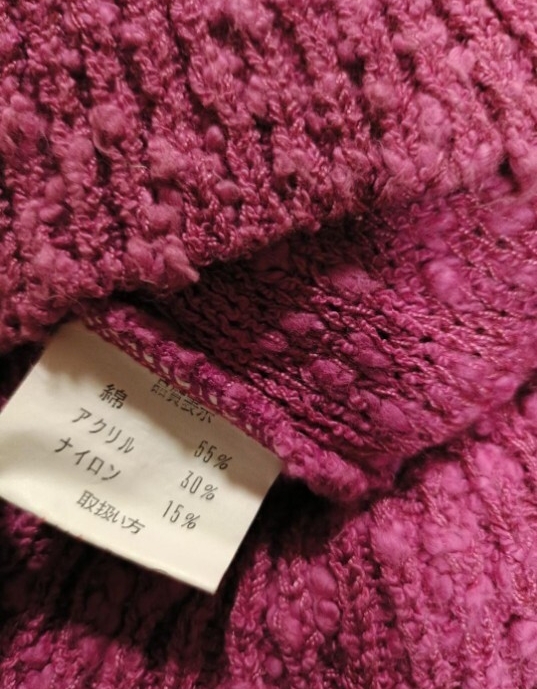 品質表示
綿 55%
アクリル 30%
ナイロン 15%
取扱い方